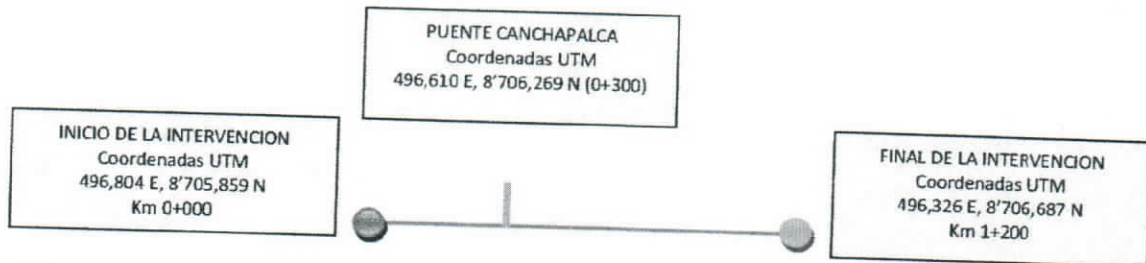 PUENTE CANCHAPALCA
Coordenadas UTM
496,610 E, 8'706,269 N (0+300)
INICIO DE LA INTERVENCION
Coordenadas UTM
496,804 E, 8'705,859 N
Km 0+000
FINAL DE LA INTERVENCION
Coordenadas UTM
496,326 E, 8'706,687 N
Km 1+200